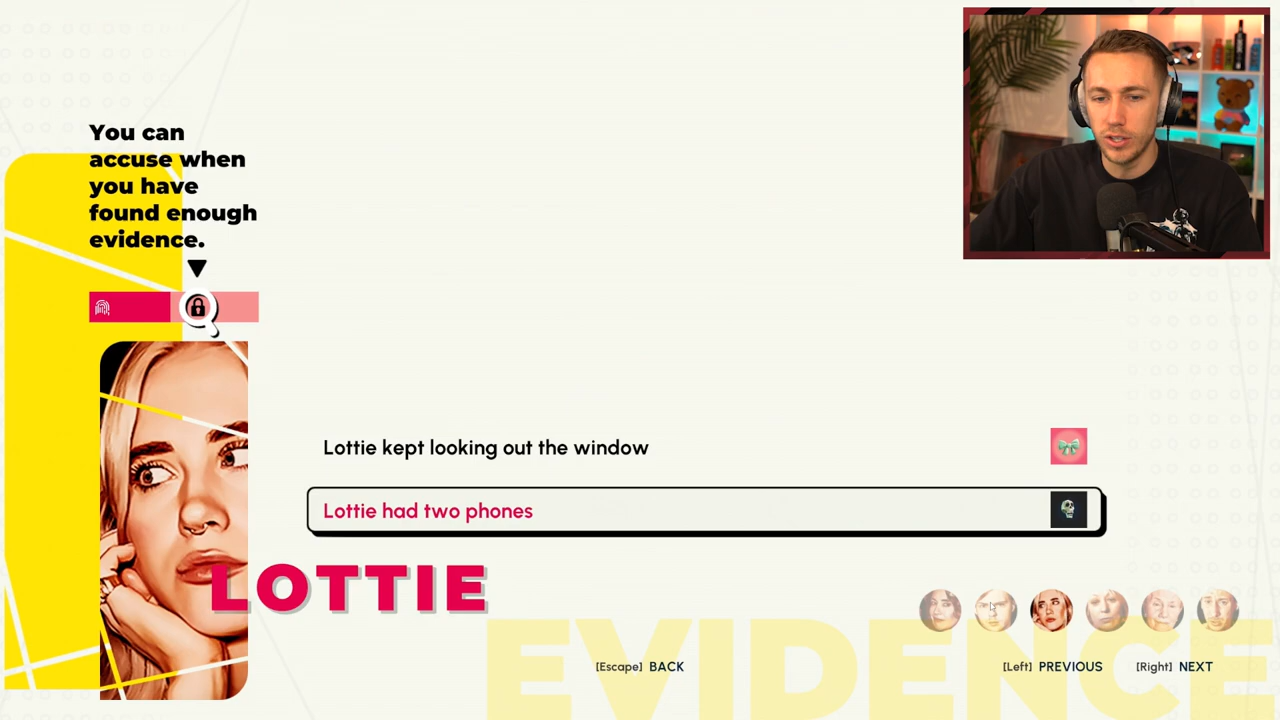 You can
accuse when
you have
found enough
evidence.
Lottie kept looking out the window
Lottie had two phones
LOTTIE
EVIDENCE
[Escape] BACK
[Left] PREVIOUS
[Right] NEXT